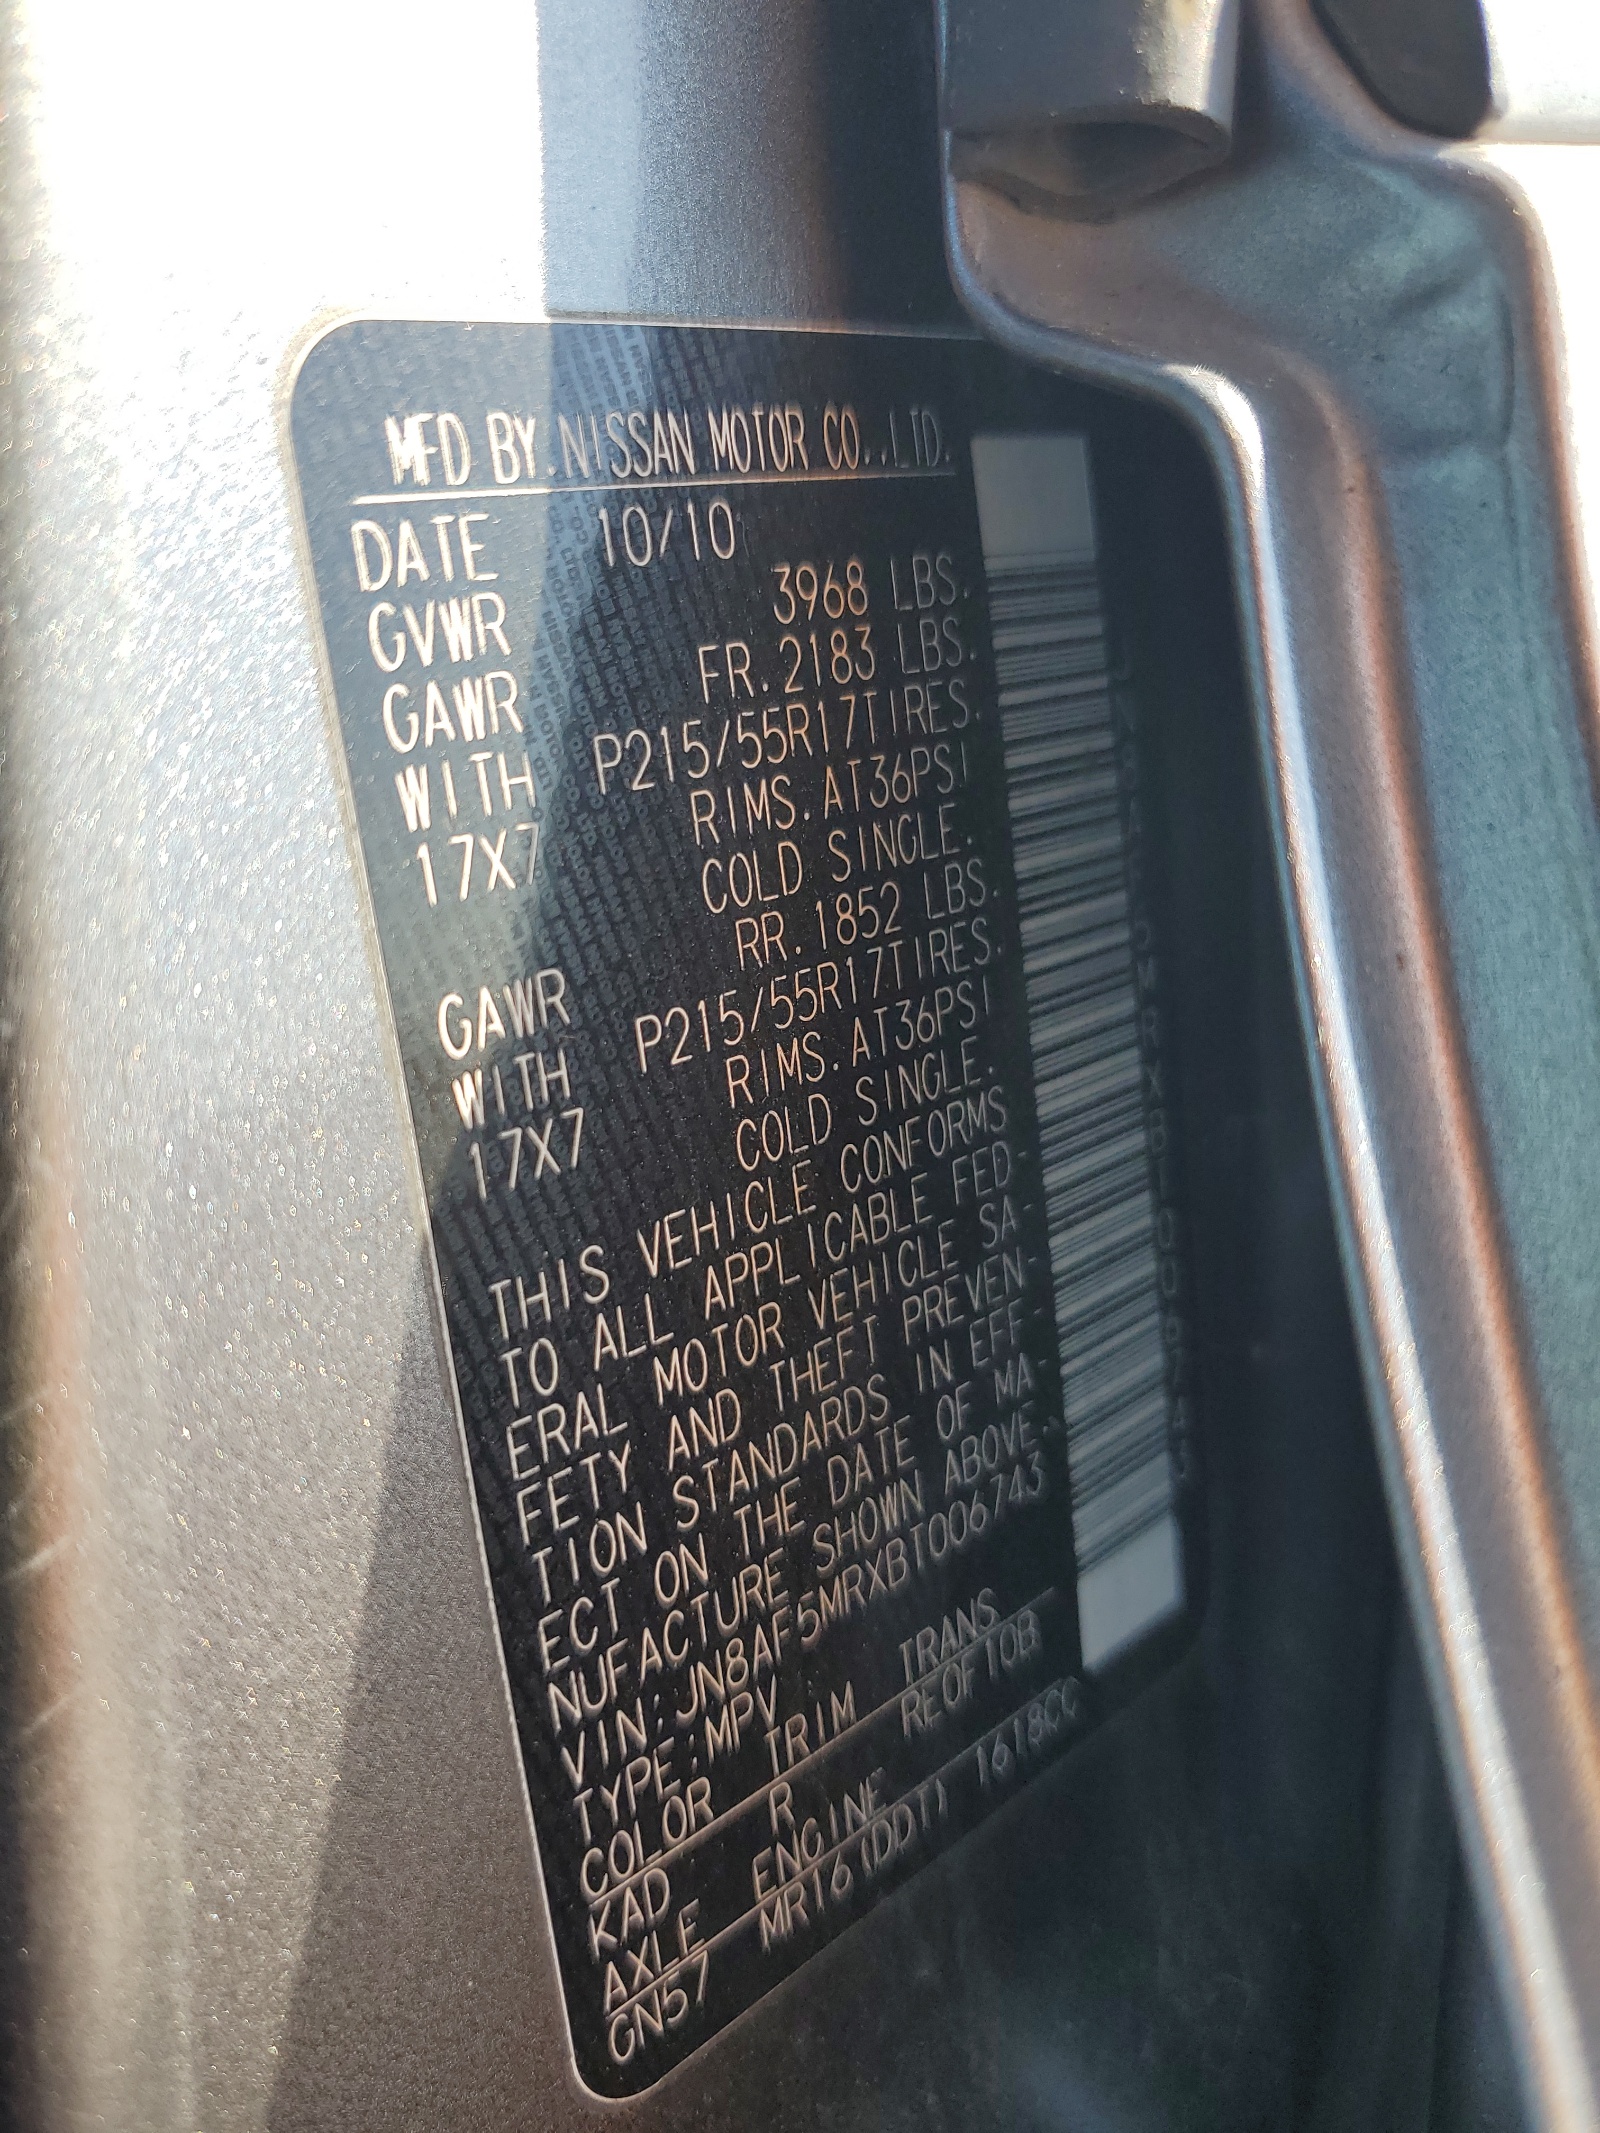 MFD BY.NISSAN MOTOR CO.,LTD.
DATE 10/10
GVWR 3968 LBS.
GAWR FR. 2183 LBS.
WITH P215/55R17TIRES.
17X7 RIMS. AT36PSI
COLD SINGLE.
GAWR RR. 1852 LBS.
WITH P215/55R17TIRES.
17X7 RIMS. AT36PSI
COLD SINGLE.
THIS VEHICLE CONFORMS
TO ALL APPLICABLE FED-
ERAL MOTOR VEHICLE SA-
FETY AND THEFT PREVEN-
TION STANDARDS IN EFF-
ECT ON THE DATE OF MA-
NUFACTURE SHOWN ABOVE.
VIN: JN8AF5MRXBT006743
TYPE: MPV
COLOR TRIM TRANS
KAD R RE0F10B
AXLE ENGINE
GN57 MR16(DDT) 1618CC
JN8AF5MRXBT006743